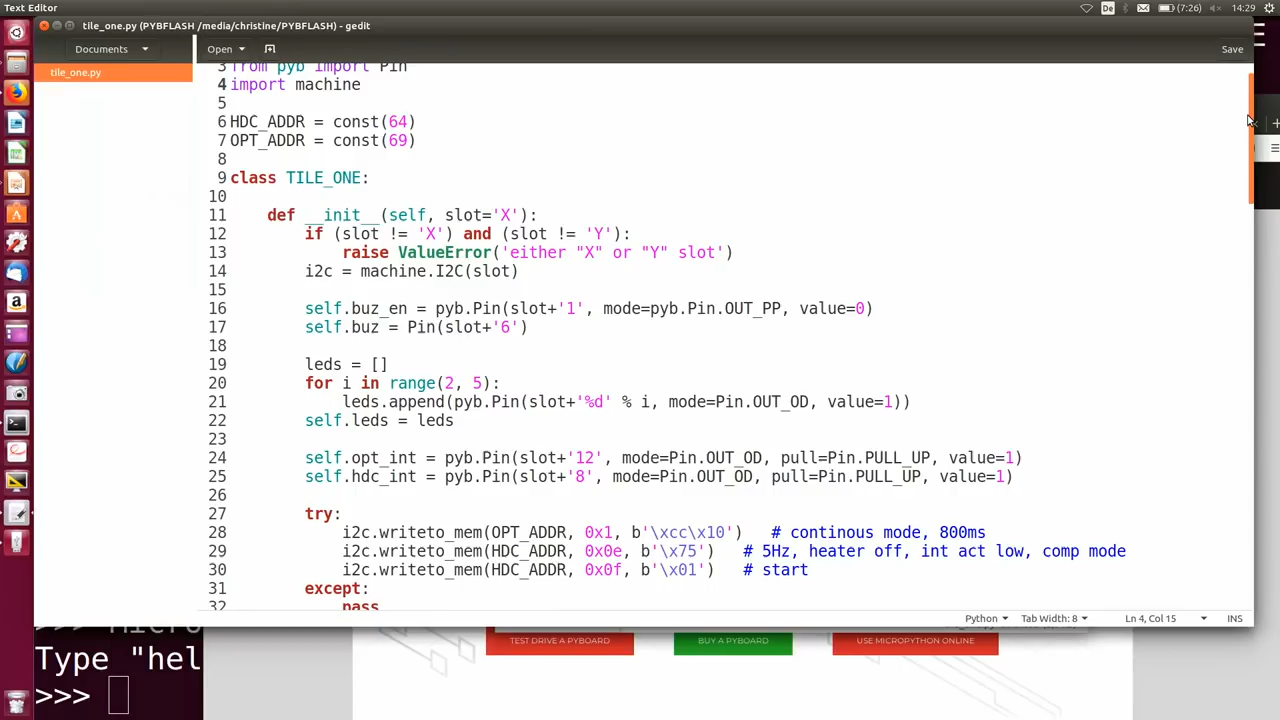 Text Editor
De
(7:26)
14:29
tile_one.py (PYBFLASH /media/christine/PYBFLASH) - gedit
Documents
Open
Save
tile_one.py
3 from pyb import Pin
4 import machine
5
6 HDC_ADDR = const(64)
7 OPT_ADDR = const(69)
8
9 class TILE_ONE:
10
11 def __init__(self, slot='X'):
12 if (slot != 'X') and (slot != 'Y'):
13 raise ValueError('either "X" or "Y" slot')
14 i2c = machine.I2C(slot)
15
16 self.buz_en = pyb.Pin(slot+'1', mode=pyb.Pin.OUT_PP, value=0)
17 self.buz = Pin(slot+'6')
18
19 leds = []
20 for i in range(2, 5):
21 leds.append(pyb.Pin(slot+'%d' % i, mode=Pin.OUT_OD, value=1))
22 self.leds = leds
23
24 self.opt_int = pyb.Pin(slot+'12', mode=Pin.OUT_OD, pull=Pin.PULL_UP, value=1)
25 self.hdc_int = pyb.Pin(slot+'8', mode=Pin.OUT_OD, pull=Pin.PULL_UP, value=1)
26
27 try:
28 i2c.writeto_mem(OPT_ADDR, 0x1, b'\xcc\x10') # continous mode, 800ms
29 i2c.writeto_mem(HDC_ADDR, 0x0e, b'\x75') # 5Hz, heater off, int act low, comp mode
30 i2c.writeto_mem(HDC_ADDR, 0x0f, b'\x01') # start
31 except:
32 pass
Python
Tab Width: 8
Ln 4, Col 15
INS
>>> Micro
Type "hel
>>>
TEST DRIVE A PYBOARD
BUY A PYBOARD
USE MICROPYTHON ONLINE